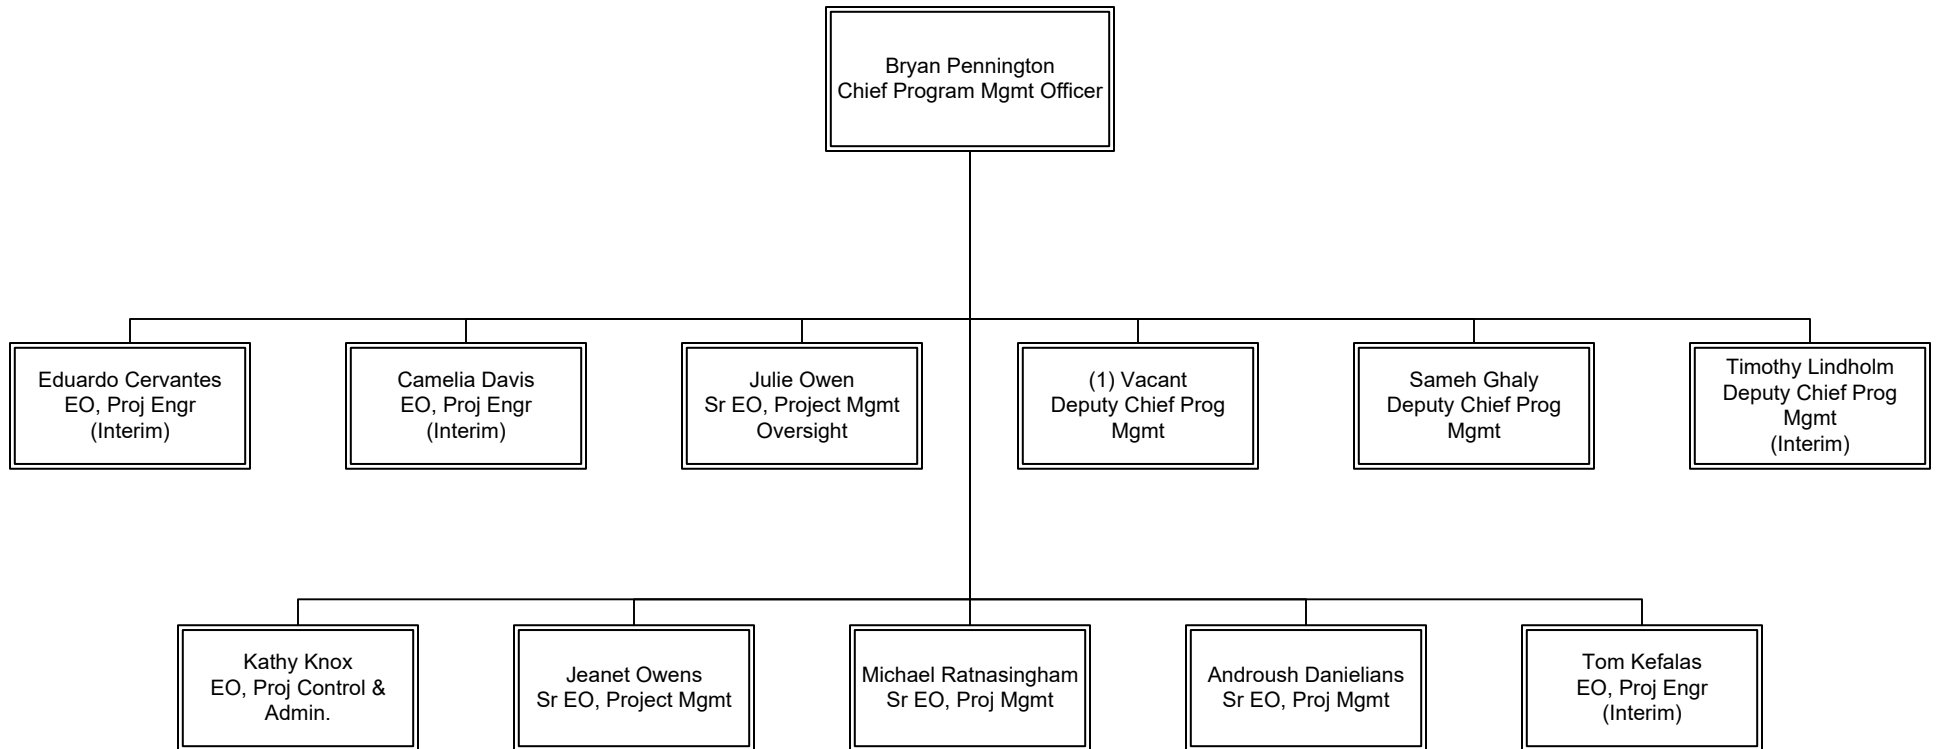 Bryan Pennington
Chief Program Mgmt Officer
Eduardo Cervantes
EO, Proj Engr
(Interim)
Camelia Davis
EO, Proj Engr
(Interim)
Julie Owen
Sr EO, Project Mgmt
Oversight
(1) Vacant
Deputy Chief Prog
Mgmt
Sameh Ghaly
Deputy Chief Prog
Mgmt
Timothy Lindholm
Deputy Chief Prog
Mgmt
(Interim)
Kathy Knox
EO, Proj Control &
Admin.
Jeanet Owens
Sr EO, Project Mgmt
Michael Ratnasingham
Sr EO, Proj Mgmt
Androush Danielians
Sr EO, Proj Mgmt
Tom Kefalas
EO, Proj Engr
(Interim)